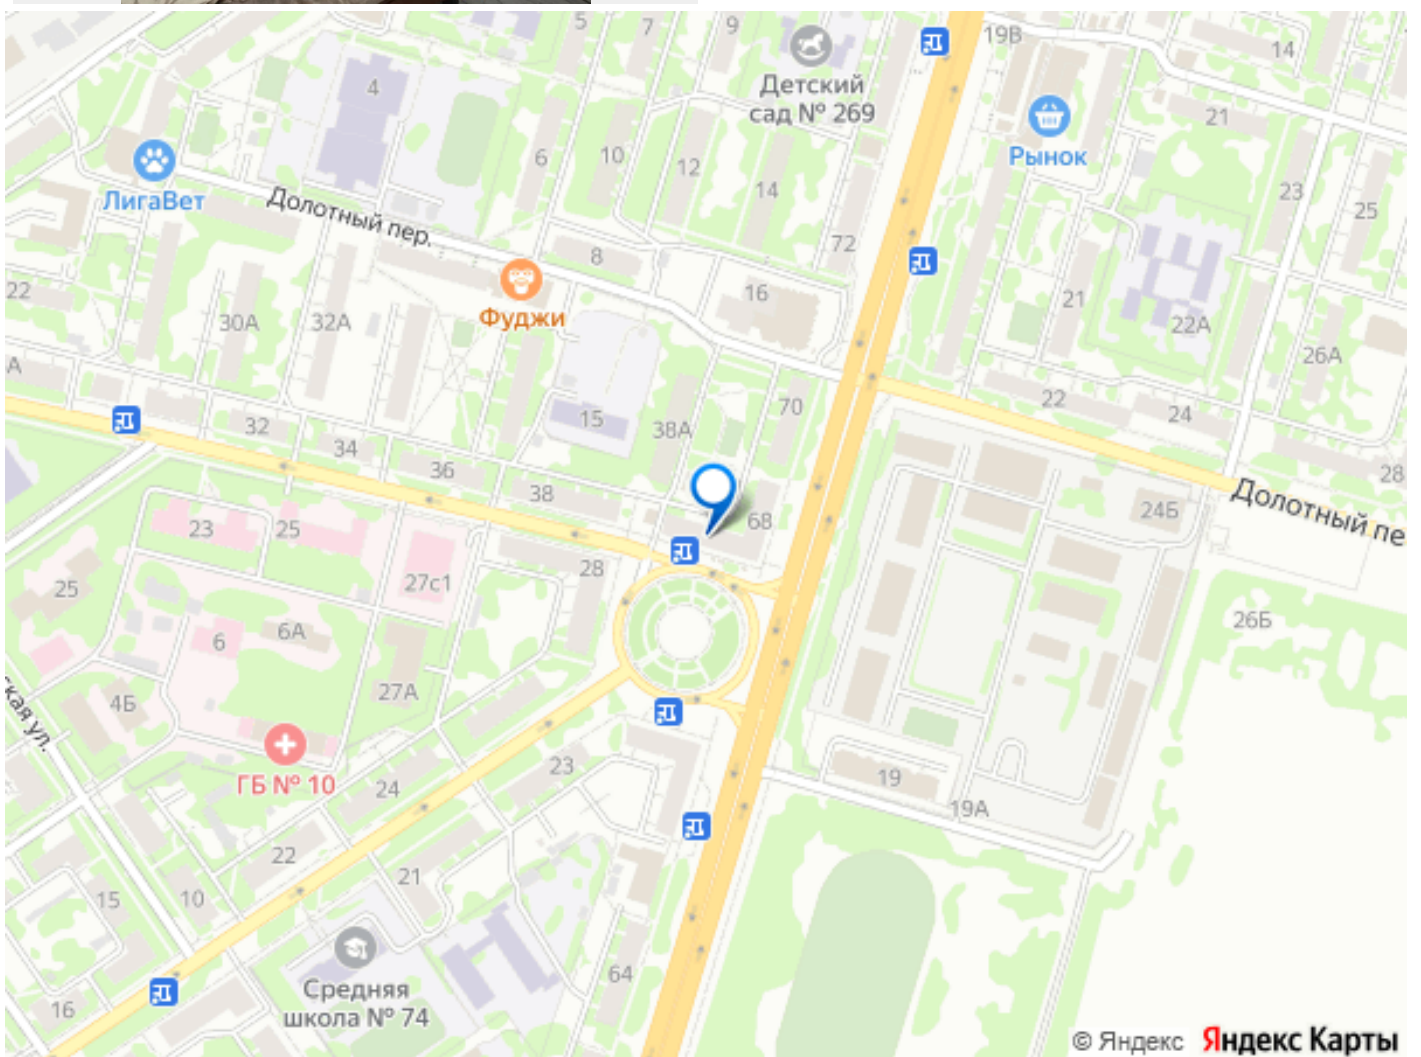 5
7
9
19В
14
Детский
сад № 269
4
21
Рынок
6
10
12
14
ЛигаВет
Долотный пер.
23
25
72
8
22
16
21
Фуджи
30А
32А
22А
26А
А
22
24
70
15
38А
32
34
36
38
28
Долотный пе
24Б
68
23
25
27с1
28
25
6
6А
26Б
4Б
27А
ская ул.
ГБ № 10
23
24
19
19А
22
21
15
10
Средняя
школа № 74
64
16
© Яндекс Яндекс Карты